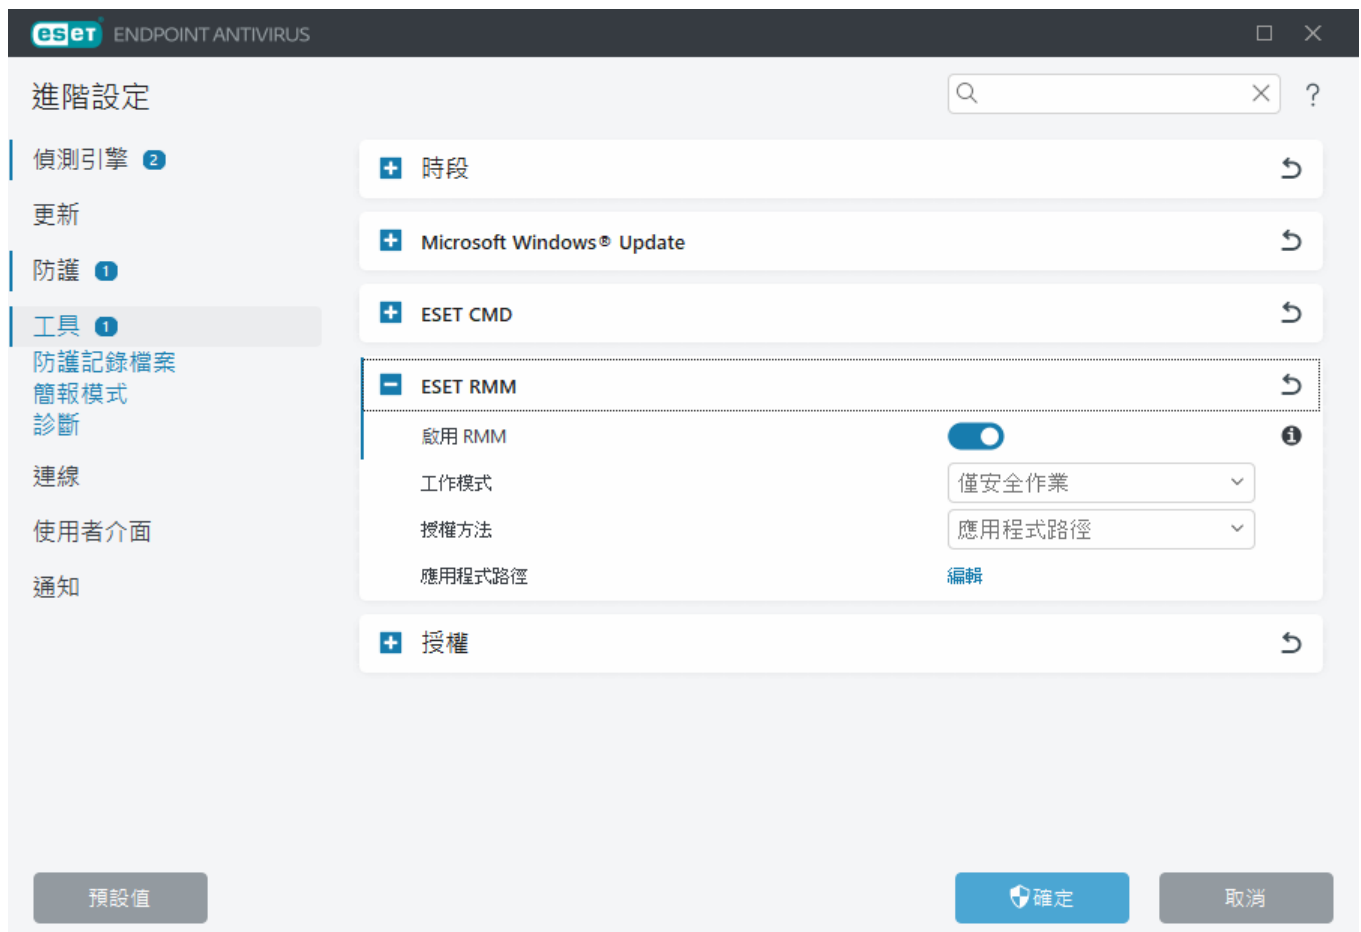 eseT ENDPOINT ANTIVIRUS
進階設定
?
偵測引擎 2
更新
防護 1
工具 1
防護記錄檔案
簡報模式
診斷
連線
使用者介面
通知
時段
Microsoft Windows® Update
ESET CMD
ESET RMM
啟用 RMM
工作模式 僅安全作業
授權方法 應用程式路徑
應用程式路徑 編輯
授權
預設值 確定 取消